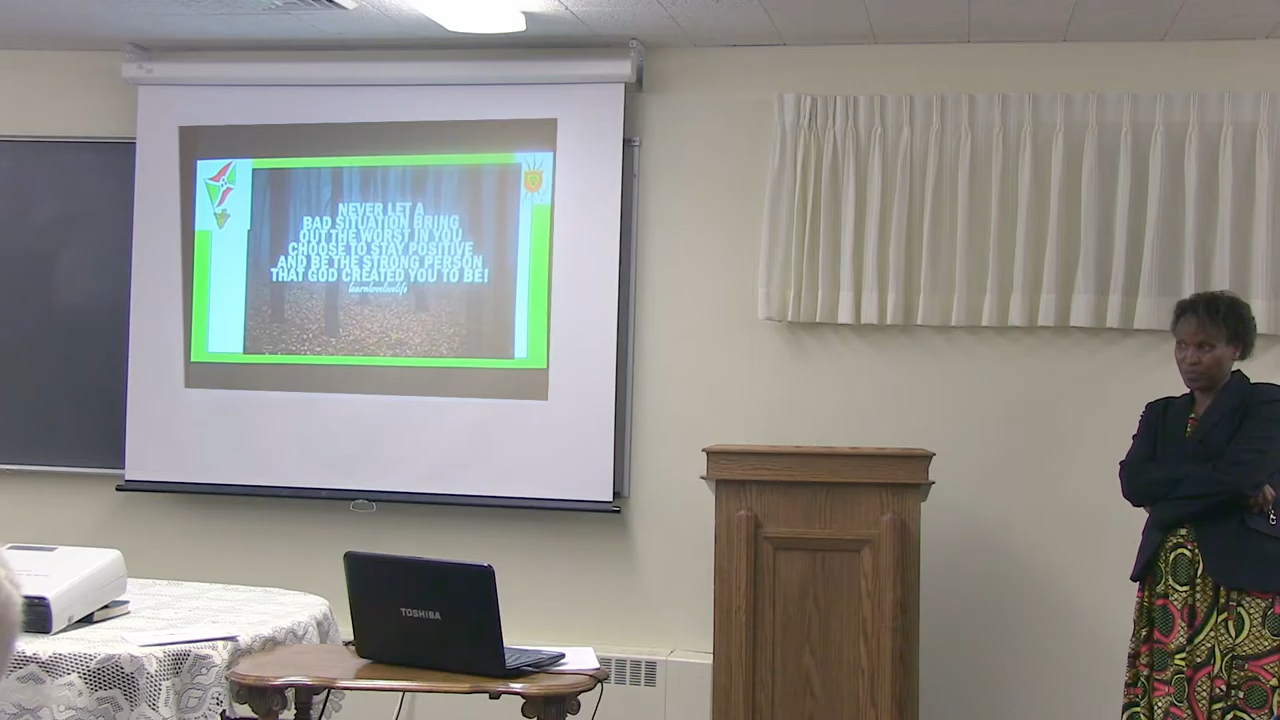 NEVER LET A
BAD SITUATION BRING
OUT THE WORST IN YOU
CHOOSE TO STAY POSITIVE
AND BE THE STRONG PERSON
THAT GOD CREATED YOU TO BE!
learnlovelivelife
TOSHIBA